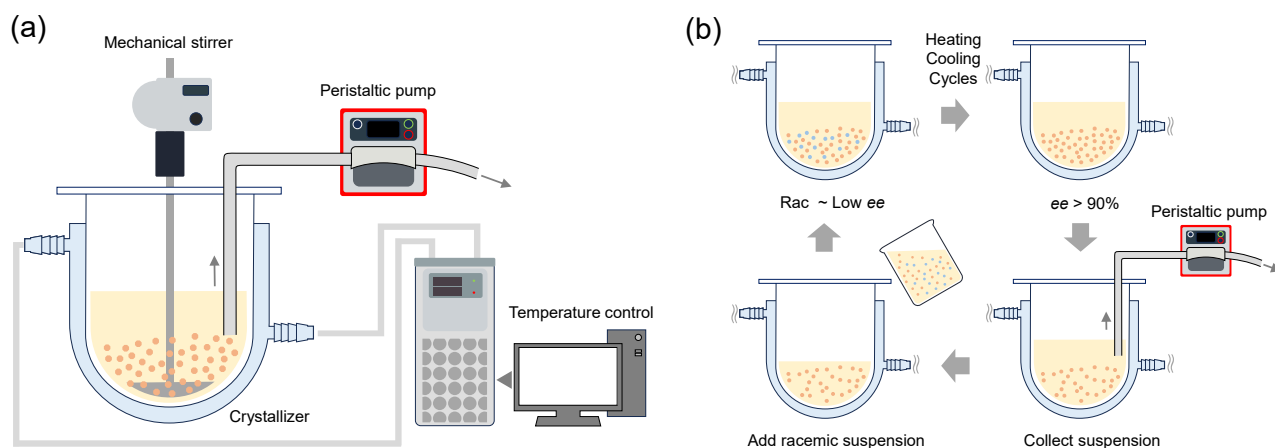 (a)
Mechanical stirrer
Peristaltic pump
Temperature control
Crystallizer
(b)
Heating
Cooling
Cycles
Rac ~ Low ee
ee > 90%
Peristaltic pump
Add racemic suspension
Collect suspension